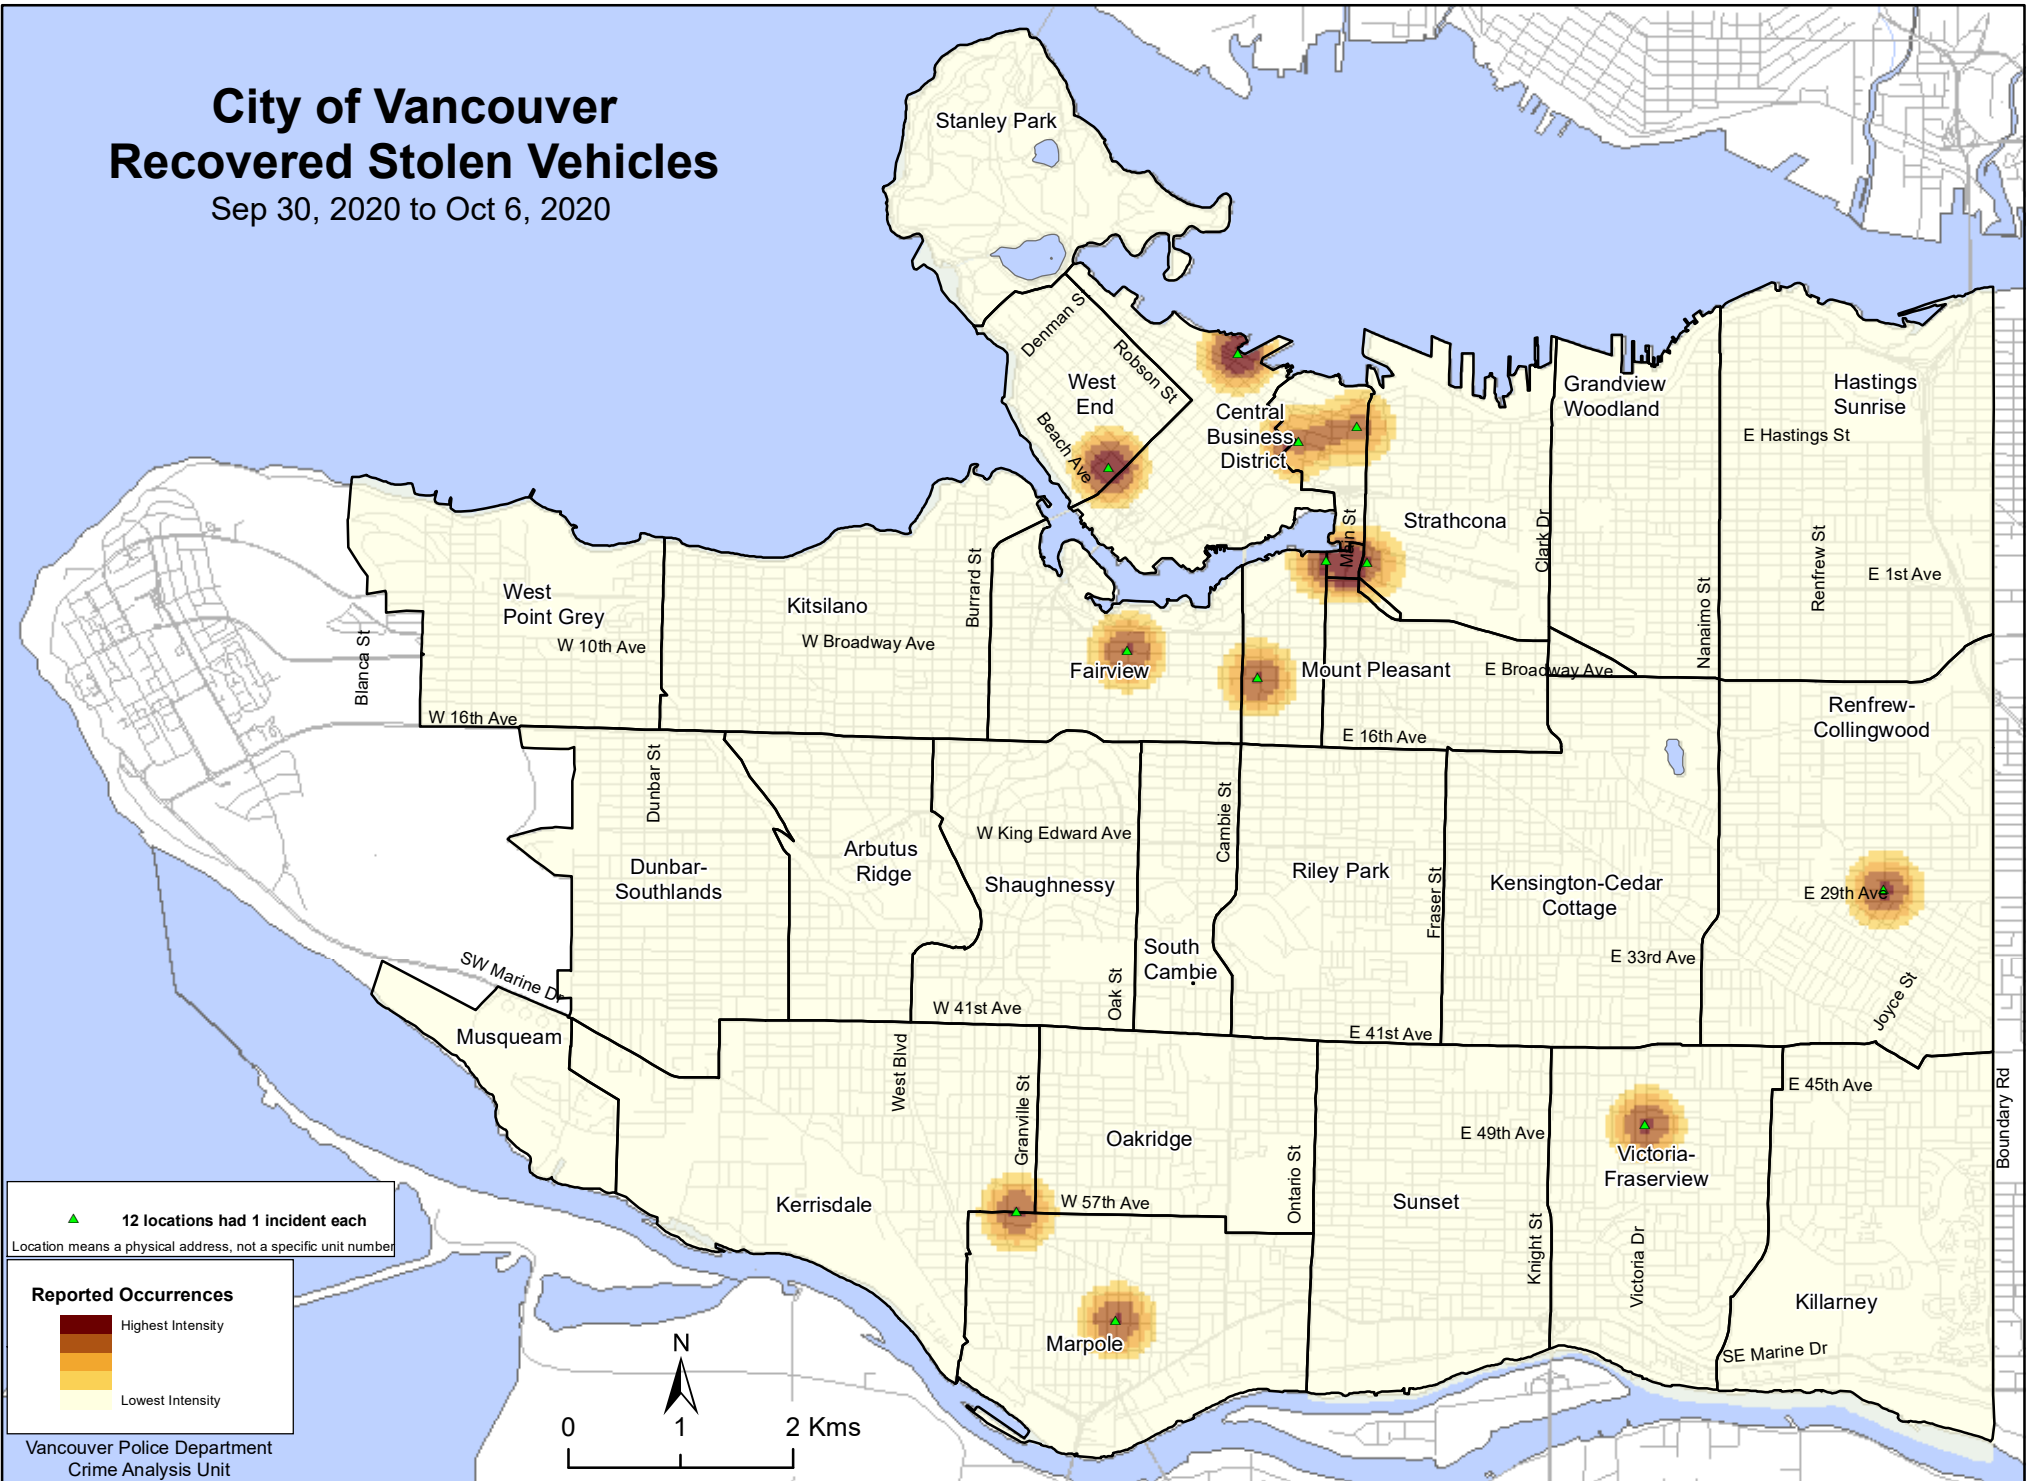 City of Vancouver
Recovered Stolen Vehicles
Sep 30, 2020 to Oct 6, 2020
Stanley Park
Denman S
Robson St
West
End
Beach Ave
Central
Business
District
Grandview
Woodland
Hastings
Sunrise
E Hastings St
Strathcona
Main St
Clark Dr
Nanaimo St
Renfrew St
E 1st Ave
West
Point Grey
W 10th Ave
Blanca St
W 16th Ave
Kitsilano
W Broadway Ave
Burrard St
Fairview
Mount Pleasant
E Broadway Ave
E 16th Ave
Renfrew-
Collingwood
Dunbar St
Dunbar-
Southlands
Arbutus
Ridge
W King Edward Ave
Shaughnessy
Cambie St
South
Cambie
Oak St
Riley Park
Fraser St
Kensington-Cedar
Cottage
E 29th Ave
E 33rd Ave
Joyce St
SW Marine Dr
Musqueam
W 41st Ave
E 41st Ave
West Blvd
Granville St
Oakridge
Ontario St
E 49th Ave
E 45th Ave
Boundary Rd
Victoria-
Fraserview
Kerrisdale
W 57th Ave
Sunset
Knight St
Victoria Dr
Killarney
Marpole
SE Marine Dr
12 locations had 1 incident each
Location means a physical address, not a specific unit number
Reported Occurrences
Highest Intensity
Lowest Intensity
Vancouver Police Department
Crime Analysis Unit
N
0 1 2 Kms